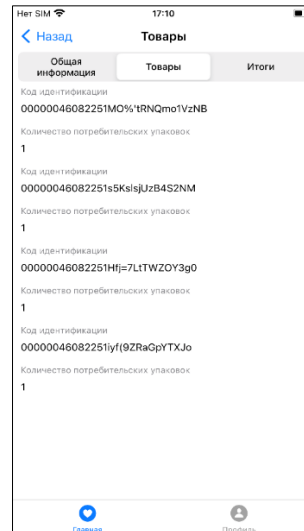 Нет SIM 17:10
Назад Товары
Общая
информация Товары Итоги
Код идентификации
00000046082251MO%'tRNQmo1VzNB
Количество потребительских упаковок
1
Код идентификации
00000046082251s5KsIsjUzB4S2NM
Количество потребительских упаковок
1
Код идентификации
00000046082251Hfj=7LtTWZOY3g0
Количество потребительских упаковок
1
Код идентификации
00000046082251iyf(9ZRaGpYTXJo
Количество потребительских упаковок
1
Главная Профиль